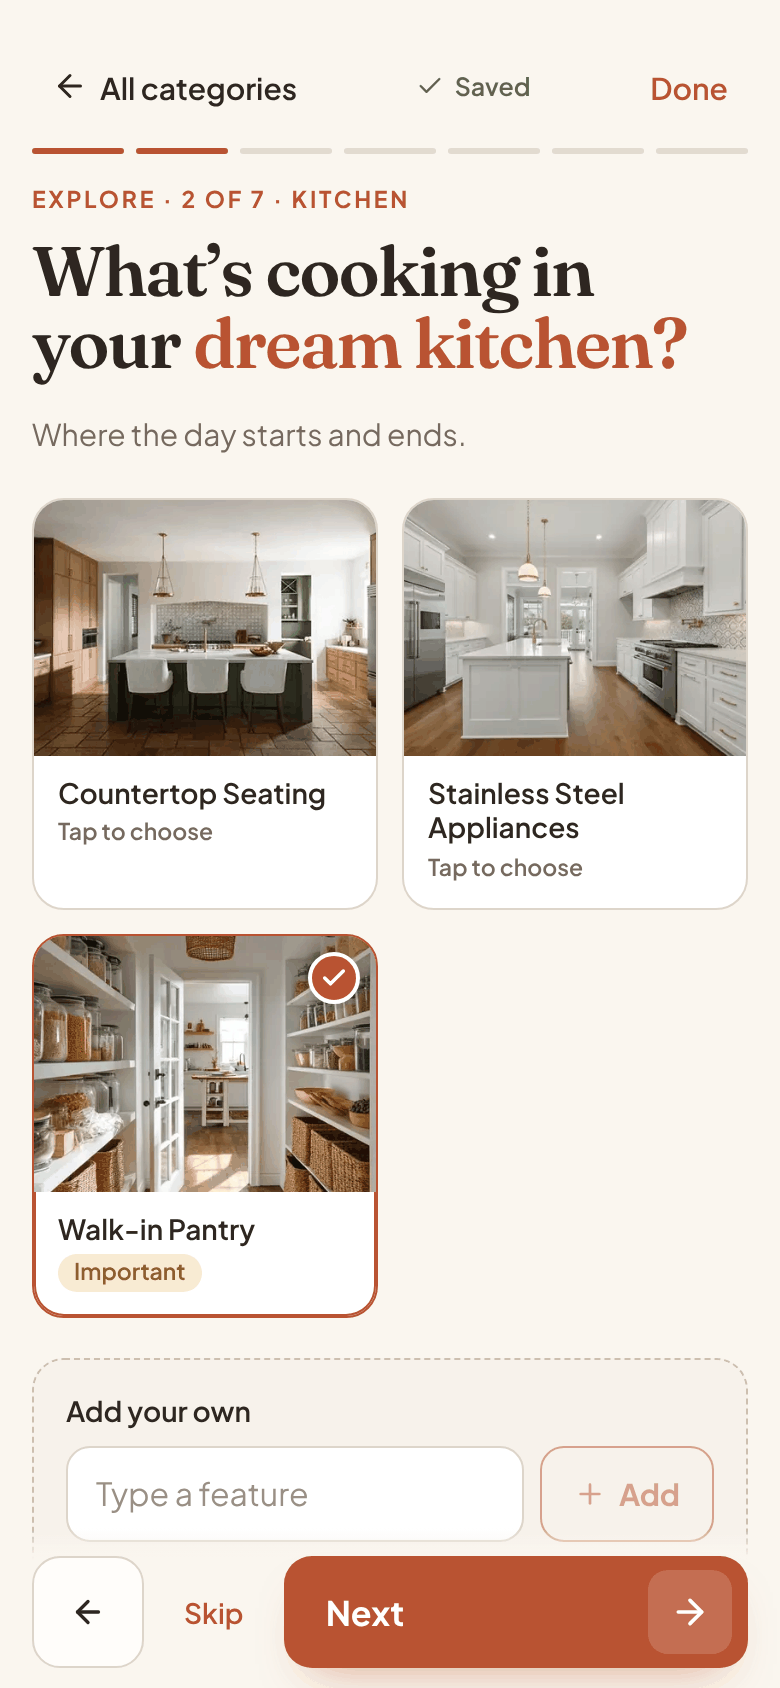 All categories
Saved
Done
EXPLORE · 2 OF 7 · KITCHEN
What’s cooking in
your dream kitchen?
Where the day starts and ends.
Countertop Seating
Tap to choose
Stainless Steel
Appliances
Tap to choose
Walk-in Pantry
Important
Add your own
Type a feature
+ Add
Skip
Next